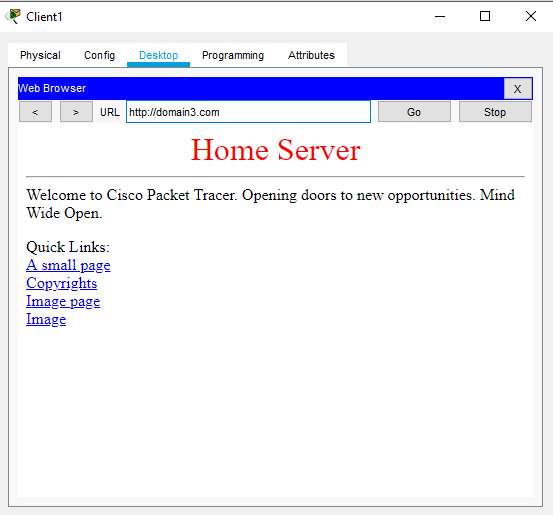 Client1
Physical Config Desktop Programming Attributes
Web Browser X
< > URL http://domain3.com Go Stop
Home Server
Welcome to Cisco Packet Tracer. Opening doors to new opportunities. Mind
Wide Open.
Quick Links:
A small page
Copyrights
Image page
Image